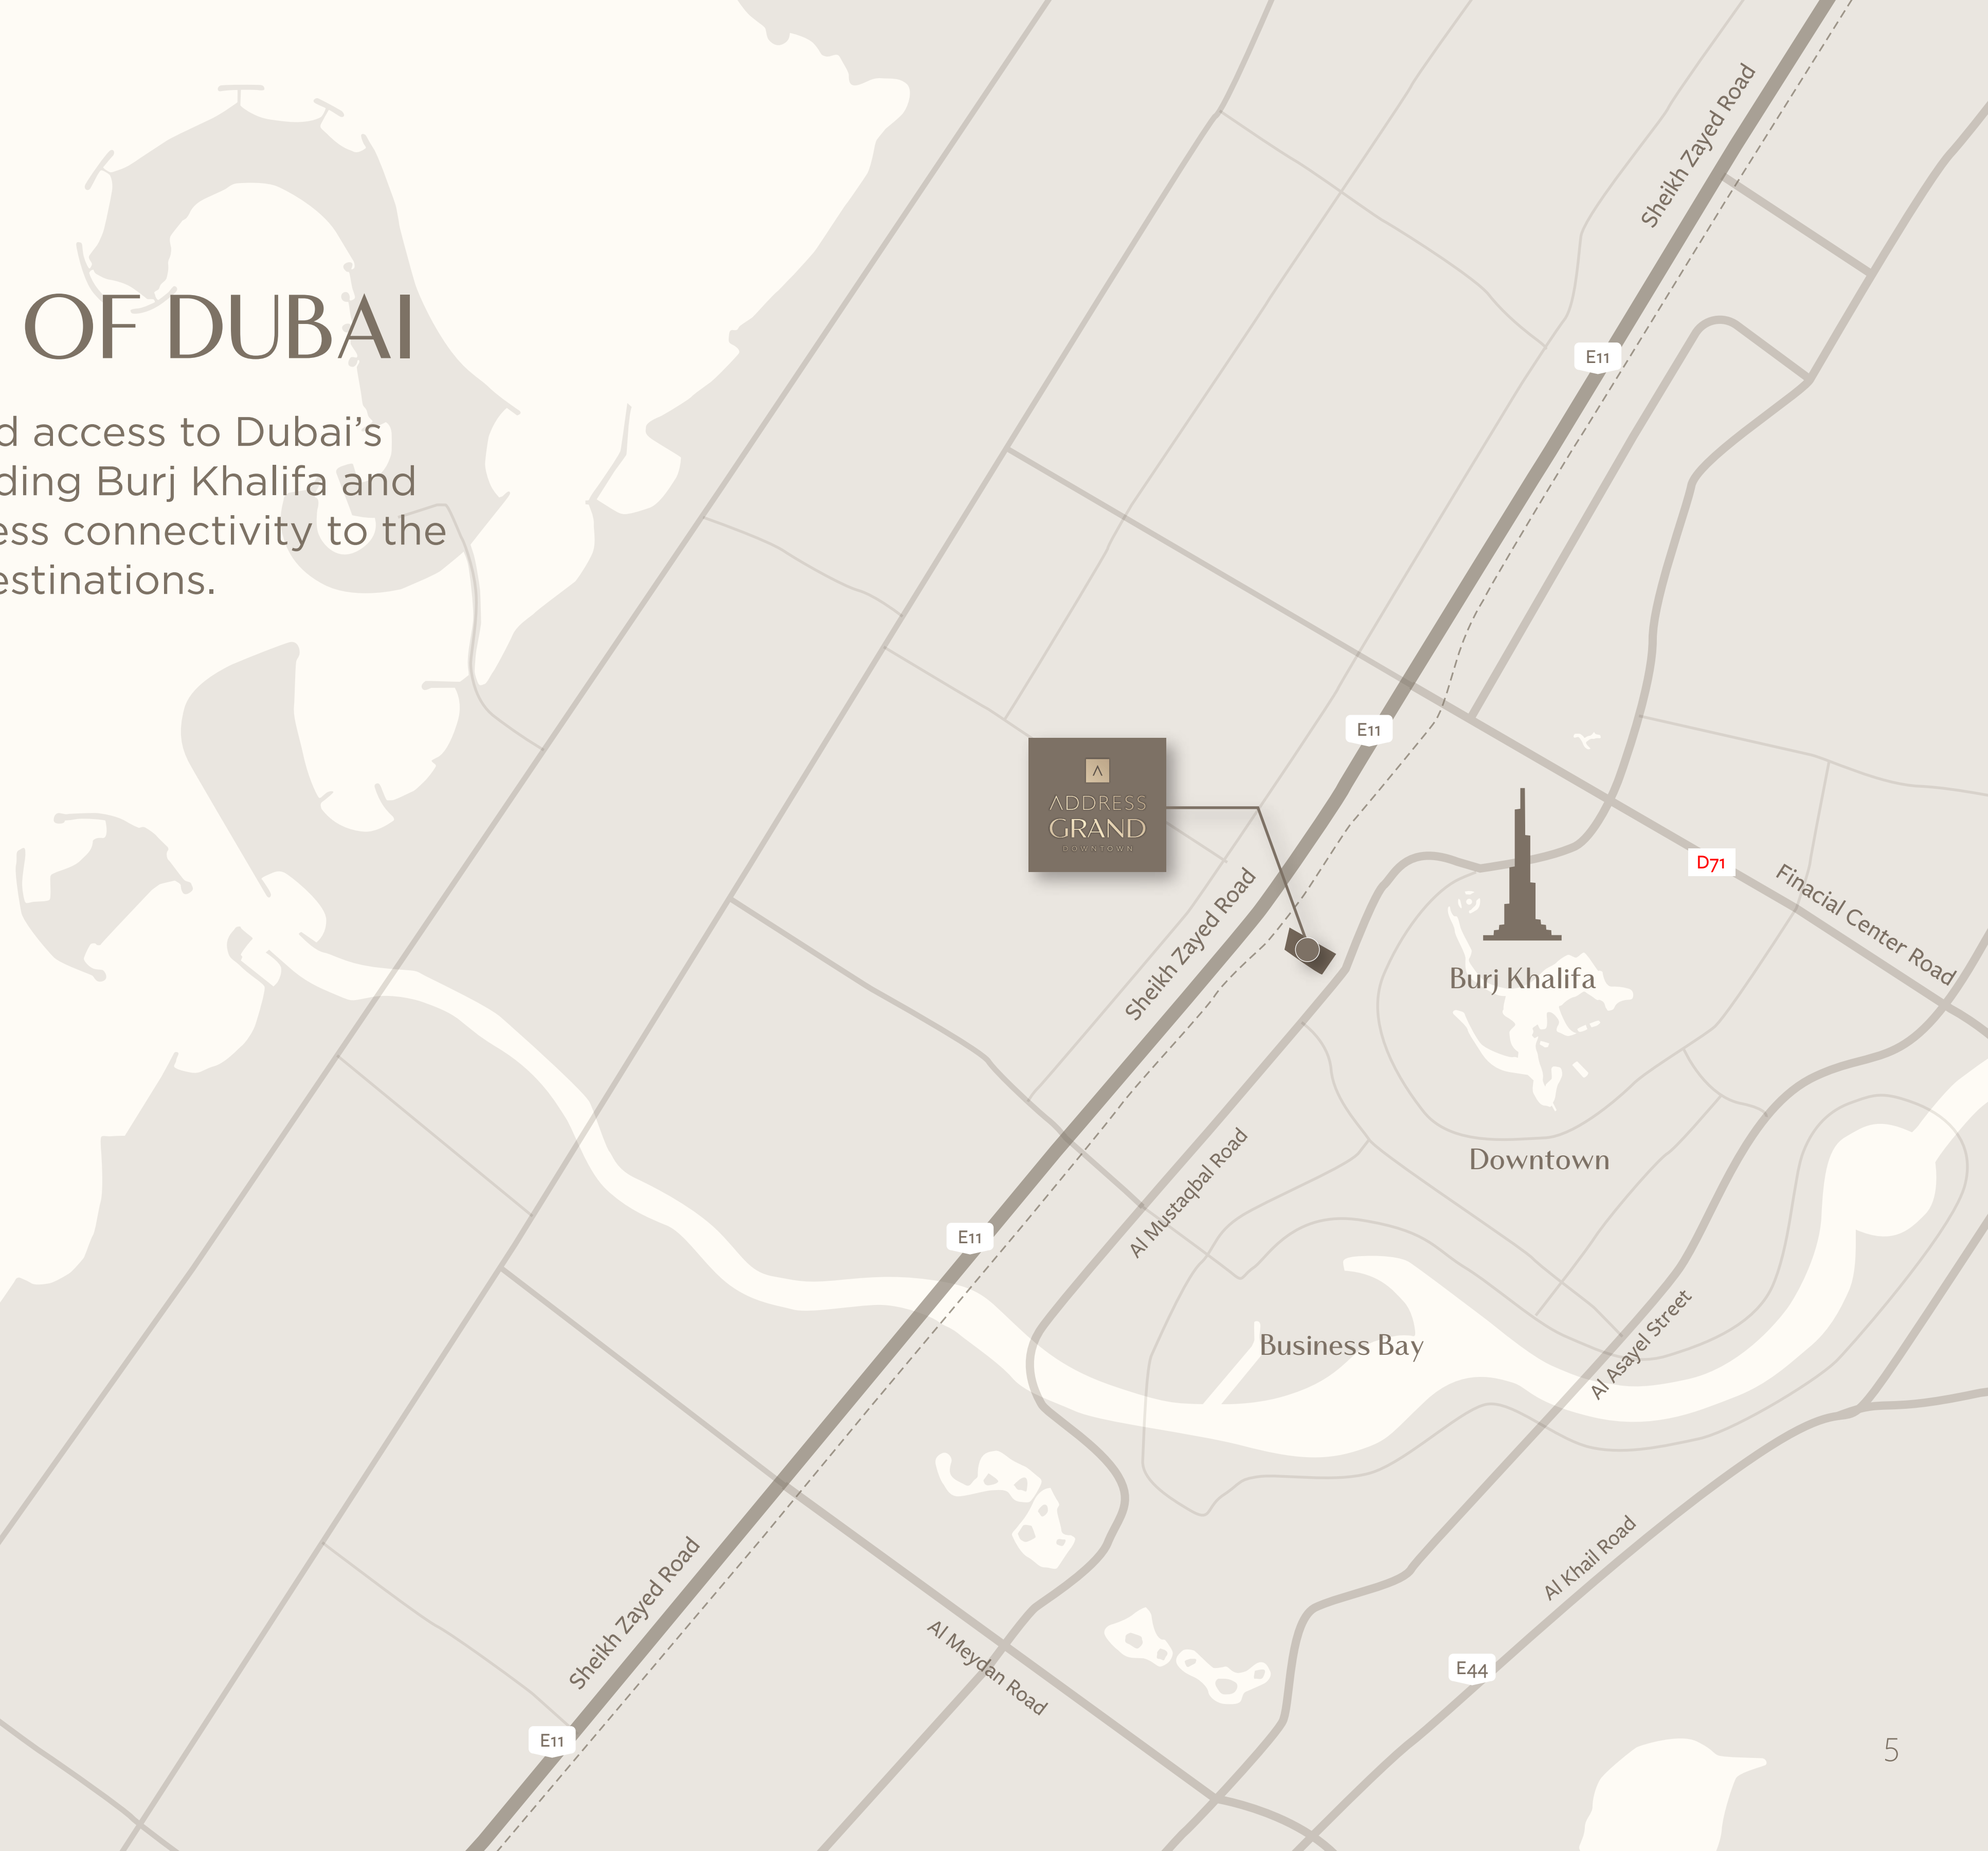 OF DUBAI
d access to Dubai's
ding Burj Khalifa and
ess connectivity to the
estinations.
Sheikh Zayed Road
E11
E11
ADDRESS
GRAND
DOWNTOWN
D71
Finacial Center Road
Sheikh Zayed Road
Burj Khalifa
Downtown
Al Mustaqbal Road
E11
Business Bay
Al Asayel Street
Sheikh Zayed Road
Al Khail Road
Al Meydan Road
E44
E11
5